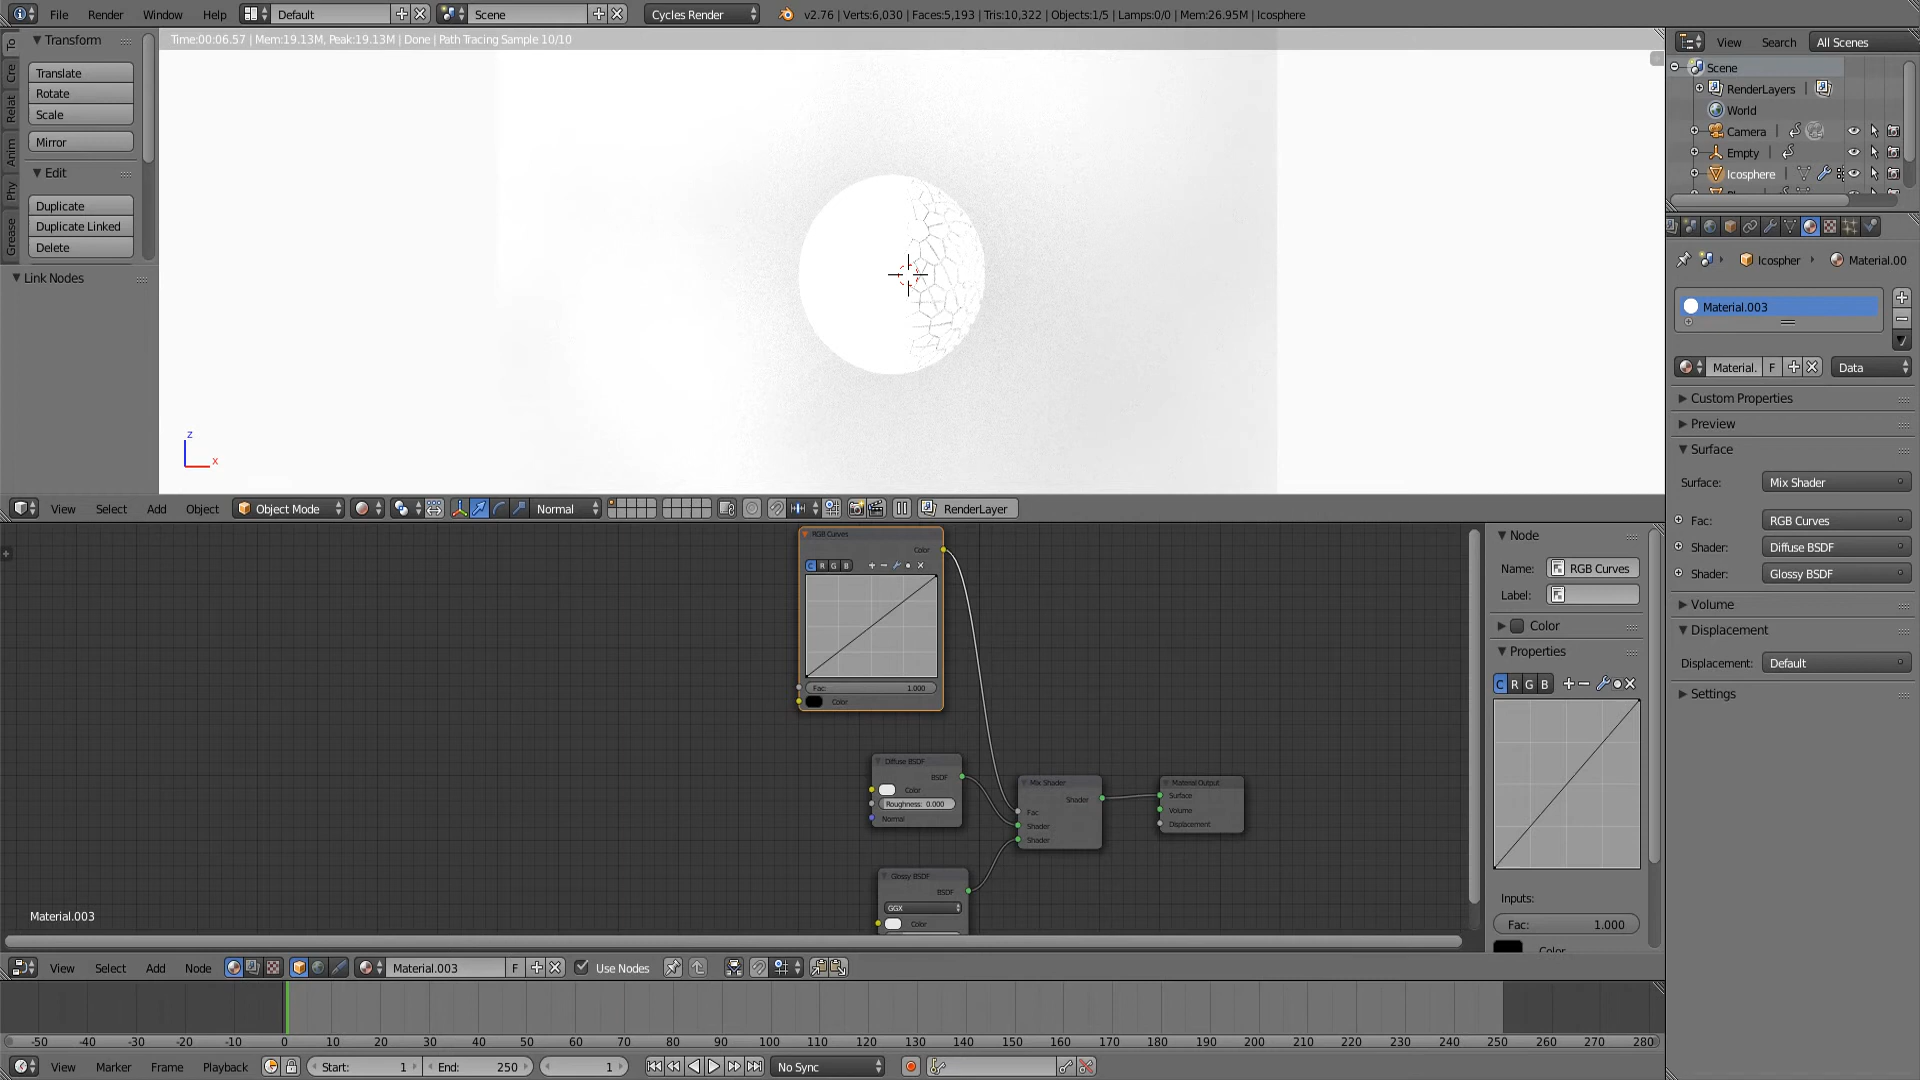 File Render Window Help Default Scene Cycles Render v2.76 | Verts:6,030 | Faces:5,193 | Tris:10,322 | Objects:1/5 | Lamps:0/0 | Mem:26.95M | Icosphere
Time:00:06.57 | Mem:19.13M, Peak:19.13M | Done | Path Tracing Sample 10/10
To
Cre
Relat
Anim
Phy
Grease
Transform
Translate
Rotate
Scale
Mirror
Edit
Duplicate
Duplicate Linked
Delete
Link Nodes
z
x
View Select Add Object Object Mode Normal RenderLayer
View Search All Scenes
Scene
RenderLayers |
World
Camera |
Empty |
Icosphere |
Icospher Material.00
Material.003
Material. F Data
Custom Properties
Preview
Surface
Surface: Mix Shader
Fac: RGB Curves
Shader: Diffuse BSDF
Shader: Glossy BSDF
Volume
Displacement
Displacement: Default
Settings
RGB Curves
Color
C R G B
Fac: 1.000
Color
Diffuse BSDF
BSDF
Color
Roughness: 0.000
Normal
Glossy BSDF
BSDF
GGX
Color
Mix Shader
Shader
Fac
Shader
Shader
Material Output
Surface
Volume
Displacement
Material.003
Node
Name: RGB Curves
Label:
Color
Properties
C R G B
Inputs:
Fac: 1.000
Color
View Select Add Node Material.003 F Use Nodes
-50 -40 -30 -20 -10 0 10 20 30 40 50 60 70 80 90 100 110 120 130 140 150 160 170 180 190 200 210 220 230 240 250 260 270 280
View Marker Frame Playback Start: 1 End: 250 1 No Sync